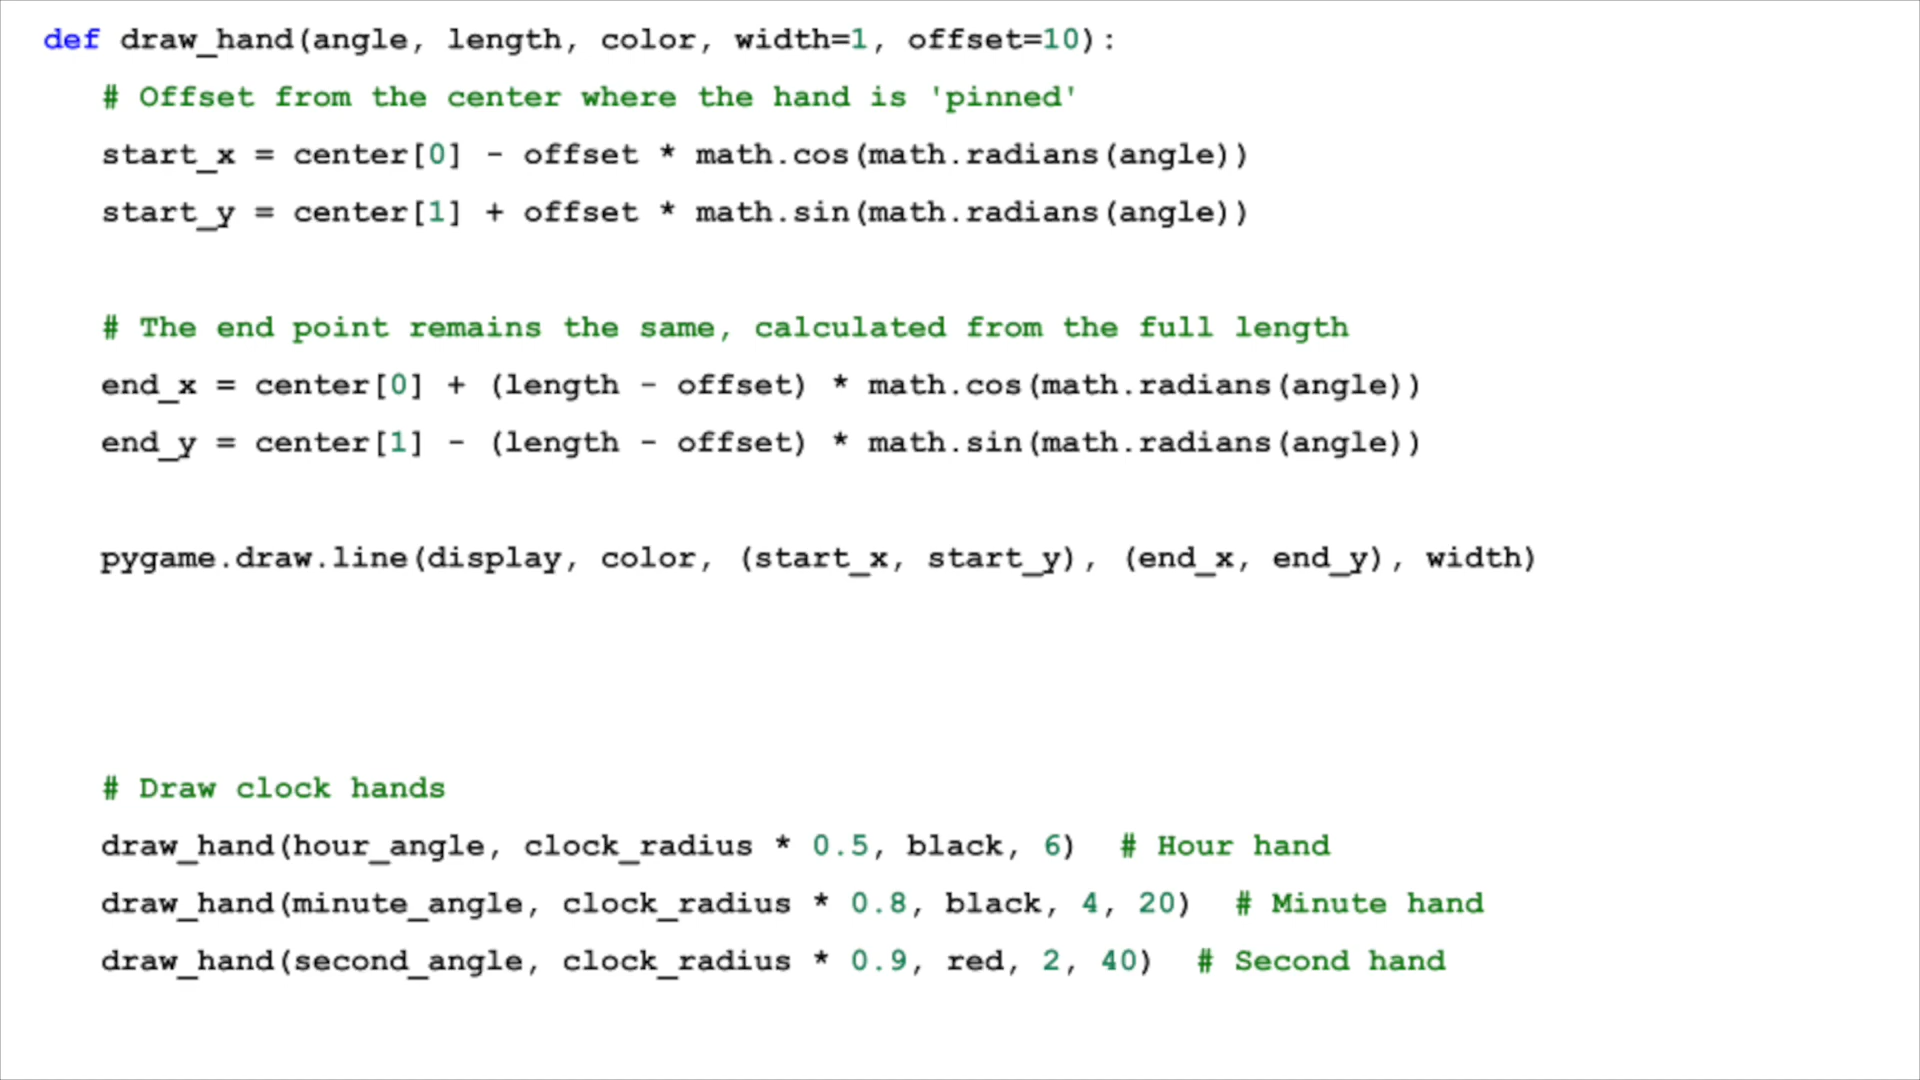 def draw_hand(angle, length, color, width=1, offset=10):
# Offset from the center where the hand is 'pinned'
start_x = center[0] - offset * math.cos(math.radians(angle))
start_y = center[1] + offset * math.sin(math.radians(angle))
# The end point remains the same, calculated from the full length
end_x = center[0] + (length - offset) * math.cos(math.radians(angle))
end_y = center[1] - (length - offset) * math.sin(math.radians(angle))
pygame.draw.line(display, color, (start_x, start_y), (end_x, end_y), width)
# Draw clock hands
draw_hand(hour_angle, clock_radius * 0.5, black, 6)  # Hour hand
draw_hand(minute_angle, clock_radius * 0.8, black, 4, 20)  # Minute hand
draw_hand(second_angle, clock_radius * 0.9, red, 2, 40)  # Second hand